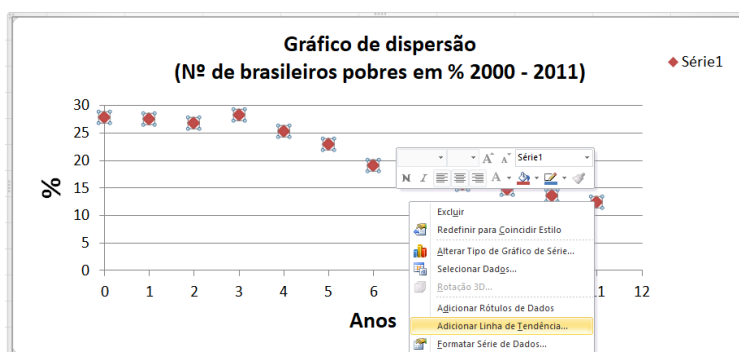 Gráfico de dispersão
(Nº de brasileiros pobres em % 2000 - 2011)
Série1
30
25
20
15
10
5
0
%
0 1 2 3 4 5 6 12
Anos
A A Série1
N I A
Excluir
Redefinir para Coincidir Estilo
Alterar Tipo de Gráfico de Série...
Selecionar Dados...
Rotação 3D...
Adicionar Rótulos de Dados
Adicionar Linha de Tendência...
Formatar Série de Dados...